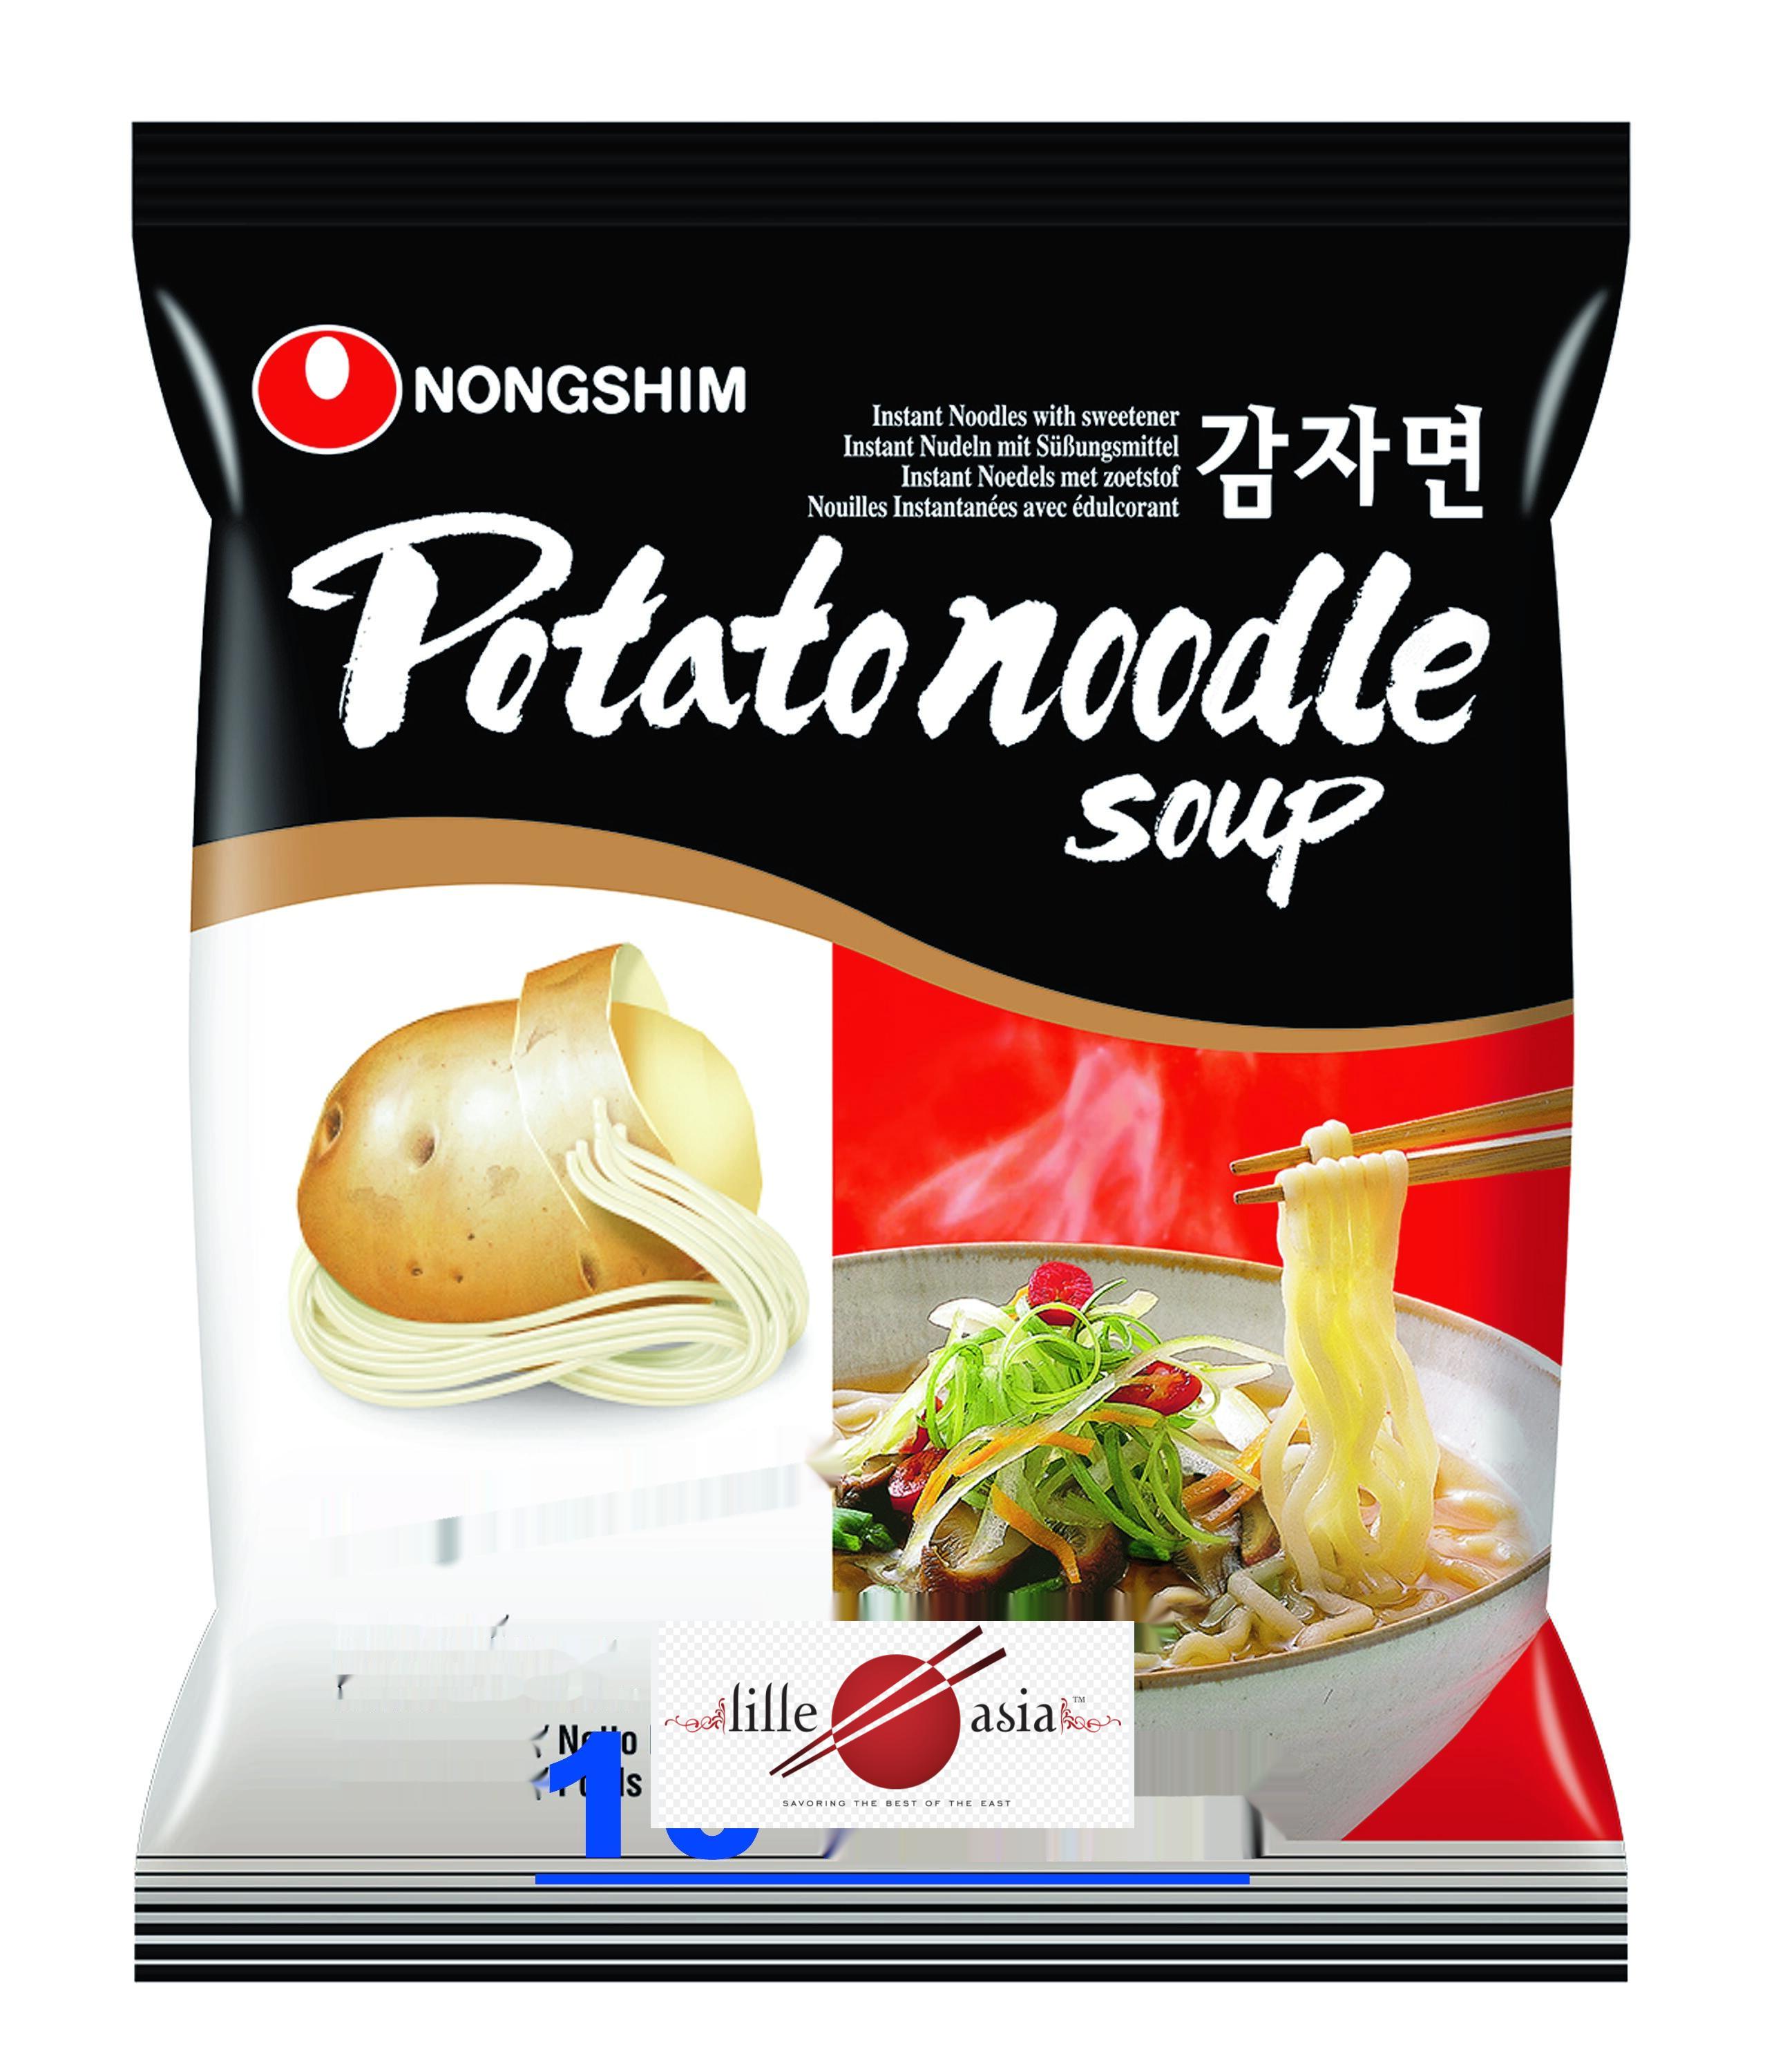 NONGSHIM
Instant Noodles with sweetener
Instant Nudeln mit Süßungsmittel
Instant Noedels met zoetstof
Nouilles Instantanées avec édulcorant
감자면
Potato noodle
soup
lille asia™
SAVORING THE BEST OF THE EAST